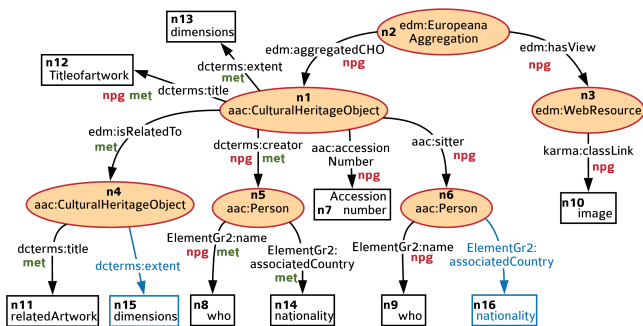 n13
dimensions
n12
Titleofartwork
n2 edm:Europeana
Aggregation
edm:aggregatedCHO
npg
edm:hasView
npg
dcterms:extent
met
dcterms:title
npg met
n1
aac:CulturalHeritageObject
n3
edm:WebResource
edm:isRelatedTo
met
dcterms:creator
npg met
aac:accession
Number
npg
aac:sitter
npg
karma:classLink
npg
n4
aac:CulturalHeritageObject
n5
aac:Person
Accession
n7 number
n6
aac:Person
n10
image
dcterms:title
met
dcterms:extent
ElementGr2:name
npg met
ElementGr2:
associatedCountry
met
ElementGr2:name
npg
ElementGr2:
associatedCountry
n11
relatedArtwork
n15
dimensions
n8
who
n14
nationality
n9
who
n16
nationality